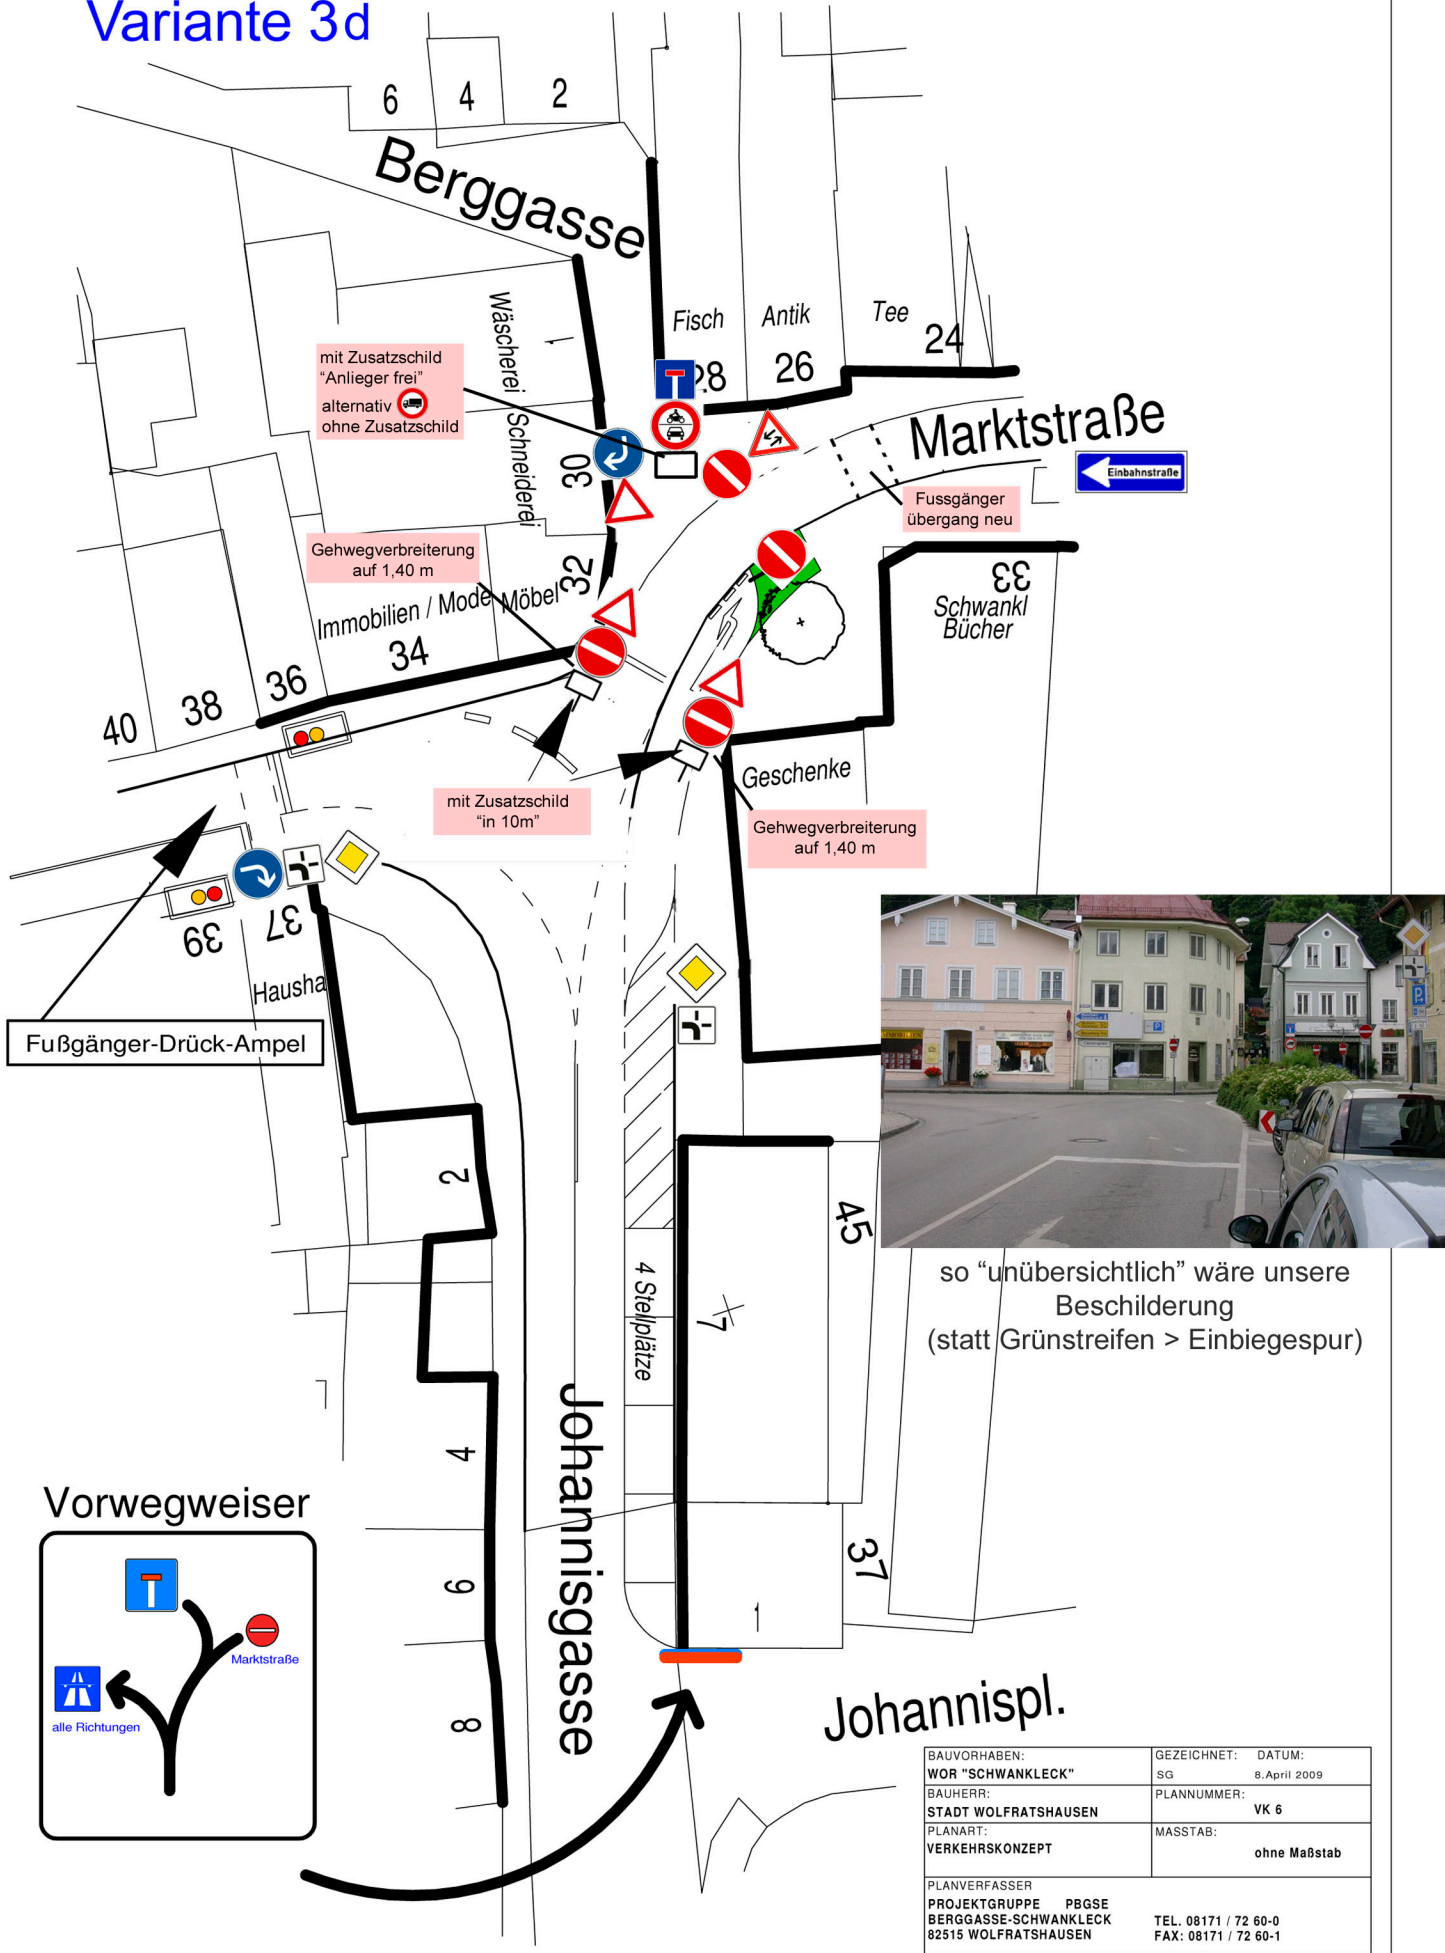 Variante 3d
6
4
2
Berggasse
Wäscherei
1
Schneiderei
Fisch
Antik
Tee
24
28
26
mit Zusatzschild
“Anlieger frei”
alternativ
ohne Zusatzschild
30
Marktstraße
Einbahnstraße
Fussgänger
übergang neu
Gehwegverbreiterung
auf 1,40 m
32
Immobilien / Mode
Möbel
34
36
38
40
33
Schwankl
Bücher
Geschenke
mit Zusatzschild
“in 10m”
Gehwegverbreiterung
auf 1,40 m
39
37
Hausha
Fußgänger-Drück-Ampel
2
45
4 Stellplätze
7
so “unübersichtlich” wäre unsere
Beschilderung
(statt Grünstreifen > Einbiegespur)
Johannisgasse
4
6
8
37
1
Vorwegweiser
Marktstraße
alle Richtungen
Johannispl.
BAUVORHABEN:
WOR "SCHWANKLECK"
GEZEICHNET: DATUM:
SG 8.April 2009
BAUHERR:
STADT WOLFRATSHAUSEN
PLANNUMMER:
VK 6
PLANART:
VERKEHRSKONZEPT
MASSTAB:
ohne Maßstab
PLANVERFASSER
PROJEKTGRUPPE PBGSE
BERGGASSE-SCHWANKLECK
82515 WOLFRATSHAUSEN
TEL. 08171 / 72 60-0
FAX: 08171 / 72 60-1